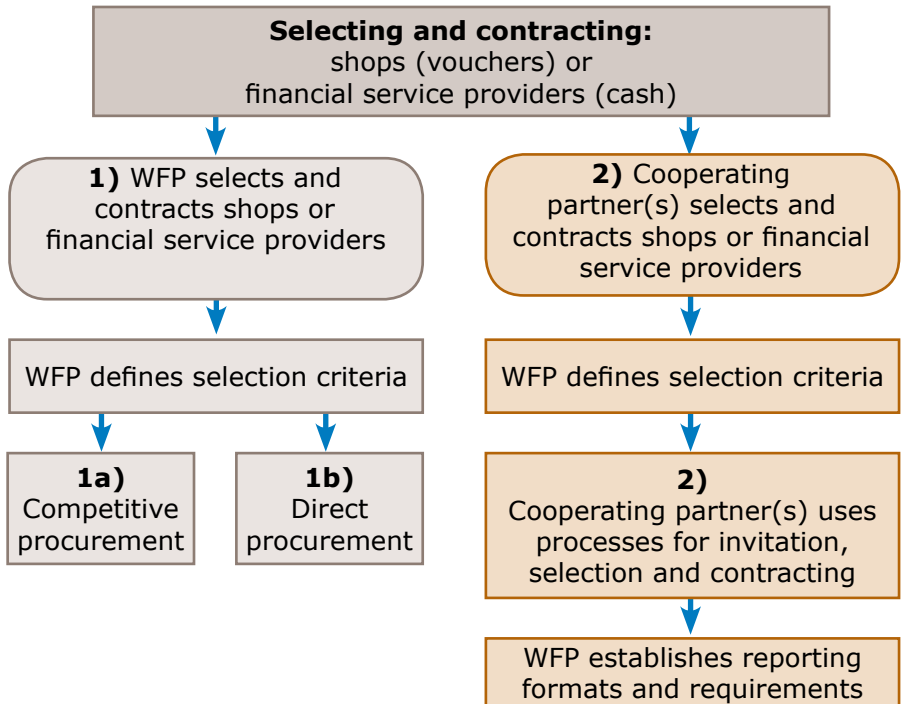 Selecting and contracting:
shops (vouchers) or
financial service providers (cash)
1) WFP selects and
contracts shops or
financial service providers
2) Cooperating
partner(s) selects and
contracts shops or financial
service providers
WFP defines selection criteria
WFP defines selection criteria
1a)
Competitive
procurement
1b)
Direct
procurement
2)
Cooperating partner(s) uses
processes for invitation,
selection and contracting
WFP establishes reporting
formats and requirements